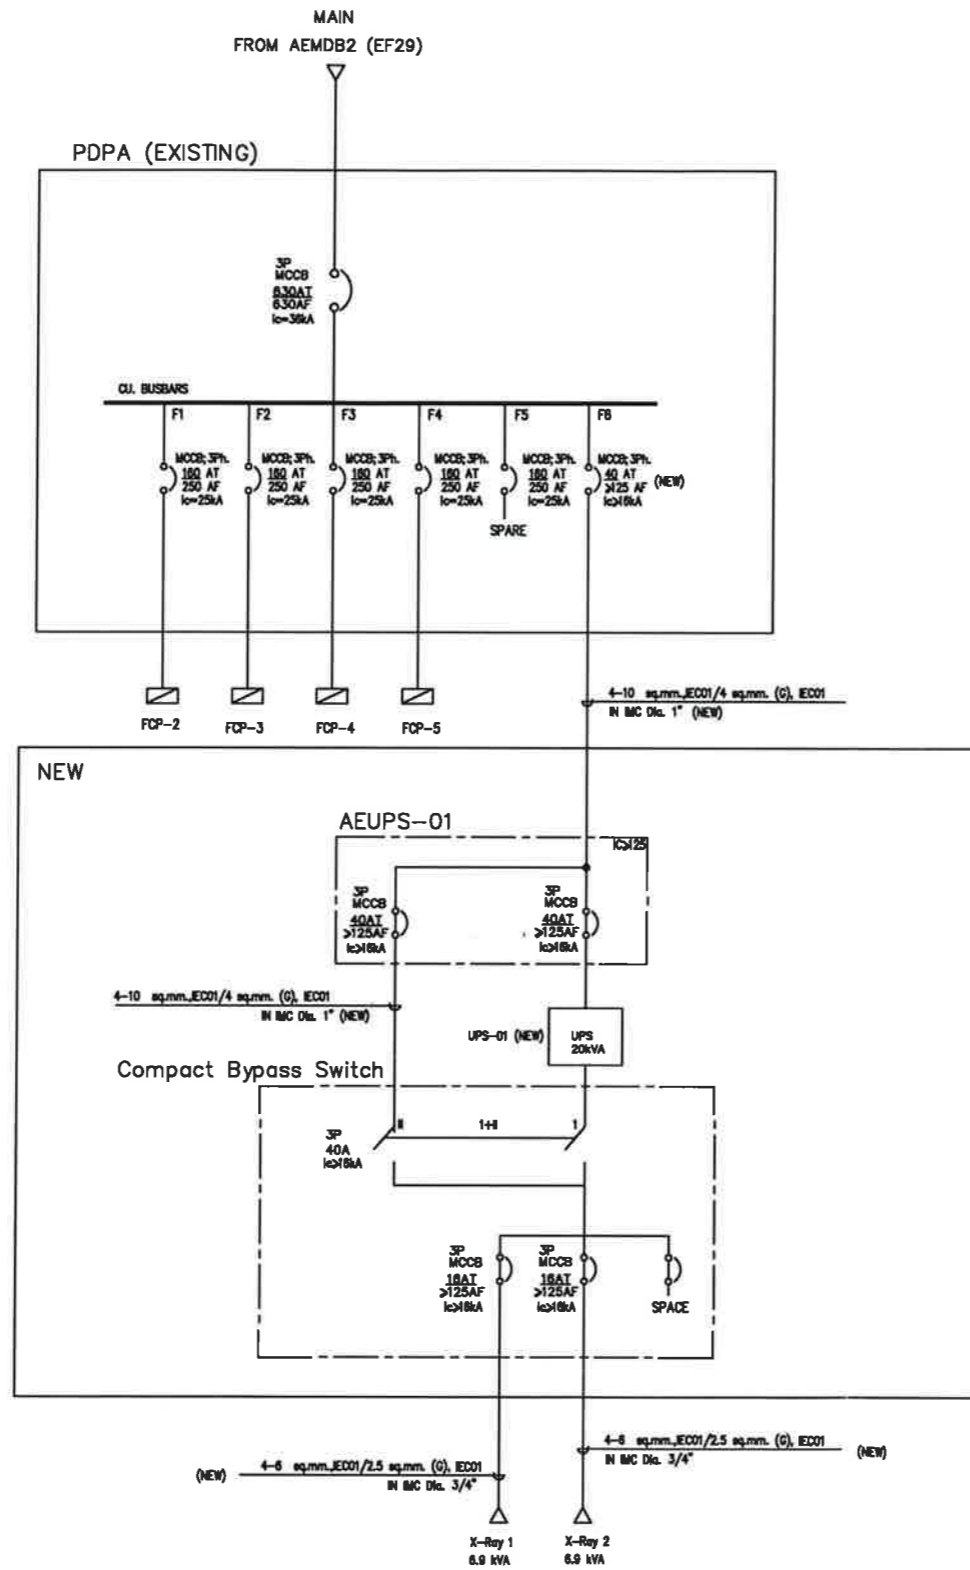 MAIN
FROM AEMDB2 (EF29)
PDPA (EXISTING)
3P
MCCB
630AT
630AF
Ic=36kA
CU. BUSBARS
F1
F2
F3
F4
F5
F6
MCCB; 3Ph.
160 AT
250 AF
Ic=25kA
MCCB; 3Ph.
160 AT
250 AF
Ic=25kA
MCCB; 3Ph.
160 AT
250 AF
Ic=25kA
MCCB; 3Ph.
160 AT
250 AF
Ic=25kA
MCCB; 3Ph.
160 AT
250 AF
Ic=25kA
SPARE
MCCB; 3Ph.
40 AT
>125 AF
Ic>16kA
(NEW)
FCP-2
FCP-3
FCP-4
FCP-5
4-10 sq.mm.,IEC01/4 sq.mm. (G), IEC01
IN IMC Dia. 1" (NEW)
NEW
AEUPS-01
IC>125
3P
MCCB
40AT
>125AF
Ic>16kA
3P
MCCB
40AT
>125AF
Ic>16kA
4-10 sq.mm.,IEC01/4 sq.mm. (G), IEC01
IN IMC Dia. 1" (NEW)
UPS-01 (NEW)
UPS
20kVA
Compact Bypass Switch
II
1+II
1
3P
40A
Ic>16kA
3P
MCCB
16AT
>125AF
Ic>16kA
3P
MCCB
16AT
>125AF
Ic>16kA
SPACE
4-6 sq.mm.,IEC01/2.5 sq.mm. (G), IEC01
IN IMC Dia. 3/4"
(NEW)
(NEW)
4-6 sq.mm.,IEC01/2.5 sq.mm. (G), IEC01
IN IMC Dia. 3/4"
X-Ray 1
6.9 kVA
X-Ray 2
6.9 kVA